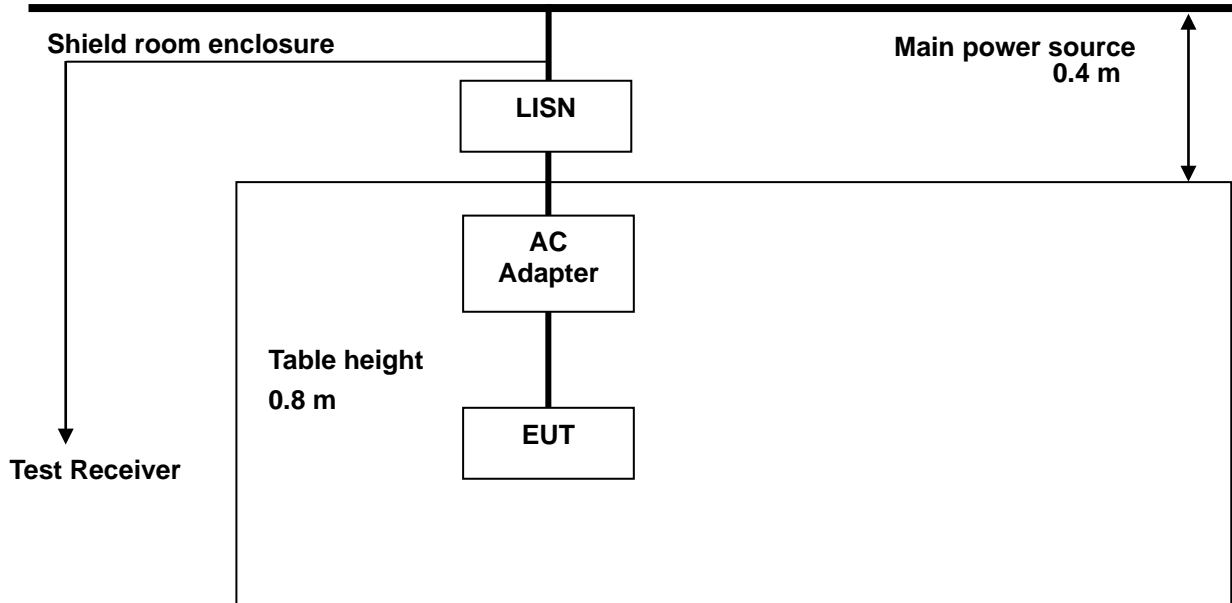 Shield room enclosure
Main power source
0.4 m
LISN
AC
Adapter
Table height
0.8 m
EUT
Test Receiver